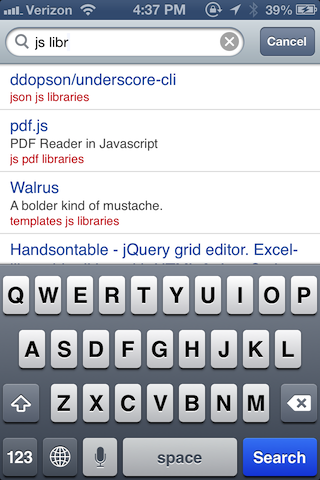 Verizon 4:37 PM 39%
js libr Cancel
ddopson/underscore-cli
json js libraries
pdf.js
PDF Reader in Javascript
js pdf libraries
Walrus
A bolder kind of mustache.
templates js libraries
Handsontable - jQuery grid editor. Excel-
Q W E R T Y U I O P
A S D F G H J K L
Z X C V B N M
123 space Search